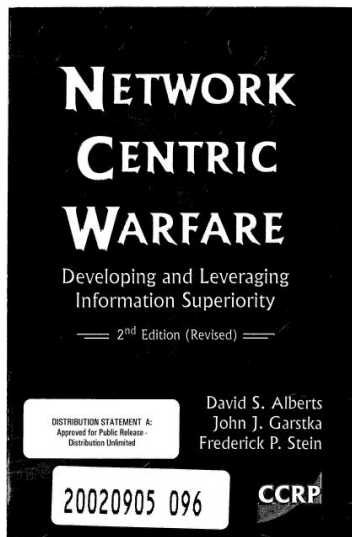 NETWORK
CENTRIC
WARFARE
Developing and Leveraging
Information Superiority
2nd Edition (Revised)
David S. Alberts
John J. Garstka
Frederick P. Stein
DISTRIBUTION STATEMENT A:
Approved for Public Release -
Distribution Unlimited
20020905 096
CCRP